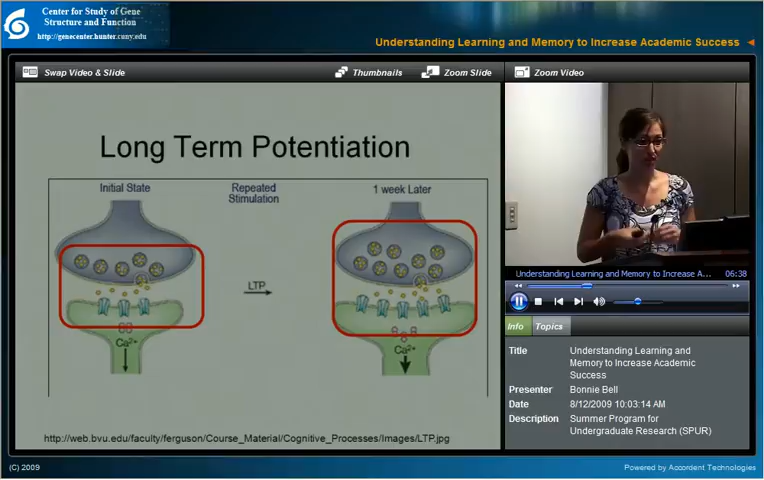 Center for Study of Gene
Structure and Function
http://genecenter.hunter.cuny.edu
Understanding Learning and Memory to Increase Academic Success
Swap Video & Slide
Thumbnails
Zoom Slide
Zoom Video
Long Term Potentiation
Initial State
Repeated
Stimulation
1 week Later
LTP
Ca2+
Ca2+
http://web.bvu.edu/faculty/ferguson/Course_Material/Cognitive_Processes/Images/LTP.jpg
Understanding Learning and Memory to Increase A...
06:38
Info
Topics
Title
Understanding Learning and
Memory to Increase Academic
Success
Presenter
Bonnie Bell
Date
8/12/2009 10:03:14 AM
Description
Summer Program for
Undergraduate Research (SPUR)
(C) 2009
Powered by Accordent Technologies